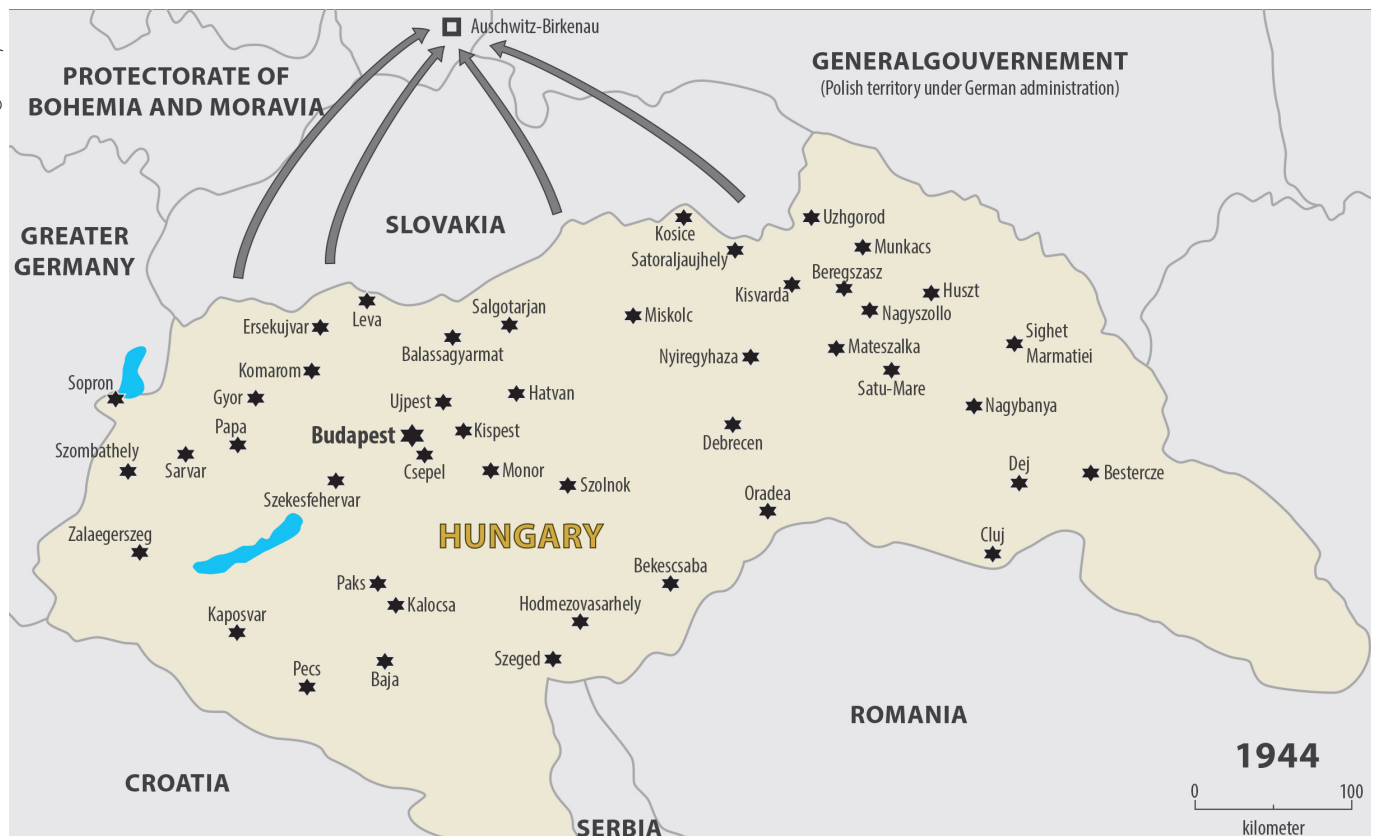 Auschwitz-Birkenau
PROTECTORATE OF
BOHEMIA AND MORAVIA
GENERALGOUVERNEMENT
(Polish territory under German administration)
GREATER
GERMANY
SLOVAKIA
Kosice
Uzhgorod
Satoraljaujhely
Munkacs
Beregszasz
Kisvarda
Huszt
Nagyszollo
Leva
Salgotarjan
Ersekujvar
Miskolc
Sighet
Marmatiei
Balassagyarmat
Nyiregyhaza
Mateszalka
Komarom
Satu-Mare
Sopron
Gyor
Ujpest
Hatvan
Nagybanya
Papa
Budapest
Kispest
Debrecen
Szombathely
Sarvar
Csepel
Monor
Szolnok
Dej
Bestercze
Szekesfehervar
Oradea
Zalaegerszeg
HUNGARY
Cluj
Bekescsaba
Paks
Kalocsa
Hodmezovasarhely
Kaposvar
Szeged
Pecs
Baja
ROMANIA
CROATIA
1944
0 100
kilometer
SERBIA